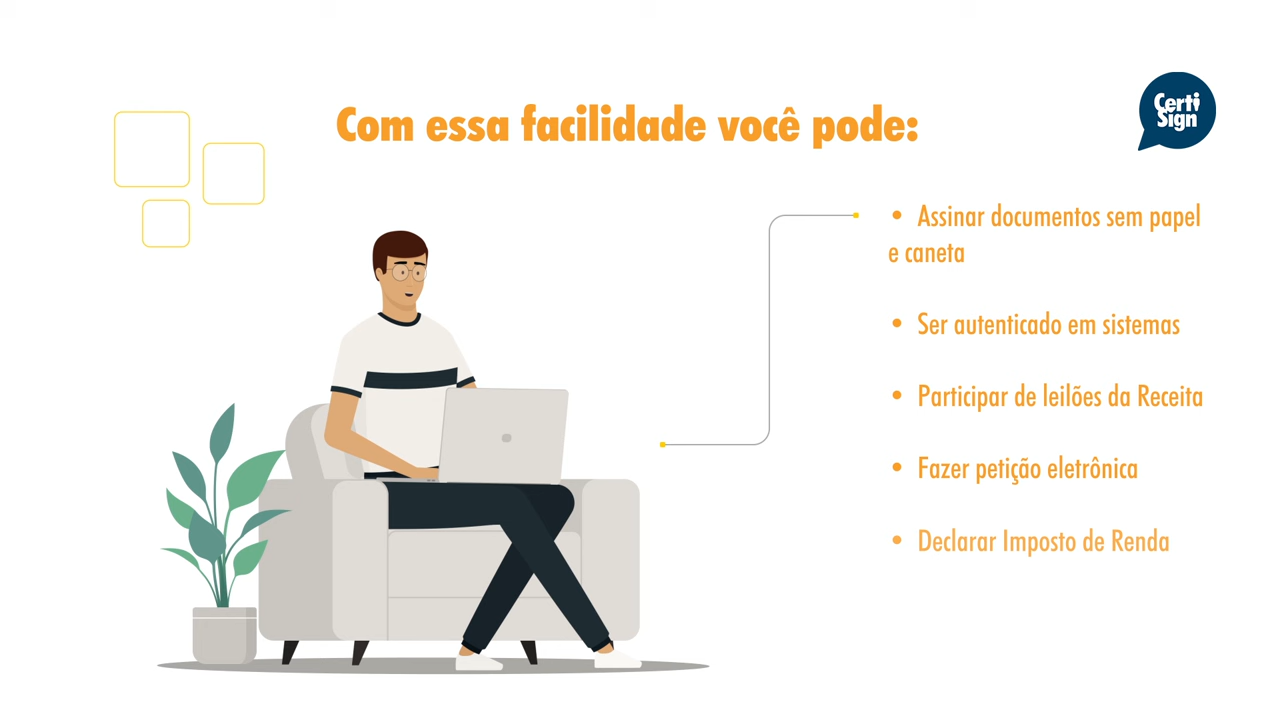 Com essa facilidade você pode:
Certi
Sign
• Assinar documentos sem papel
e caneta
• Ser autenticado em sistemas
• Participar de leilões da Receita
• Fazer petição eletrônica
• Declarar Imposto de Renda